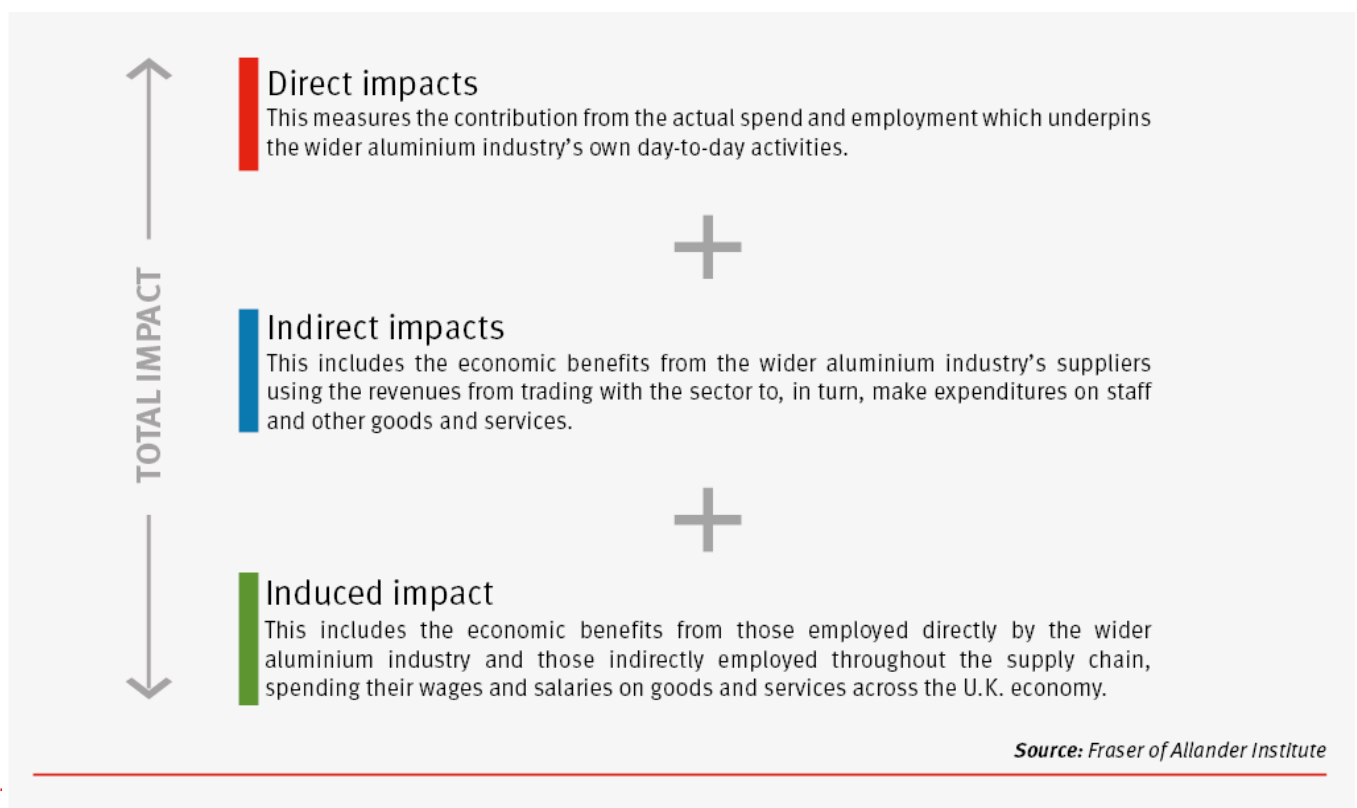 Direct impacts
This measures the contribution from the actual spend and employment which underpins
the wider aluminium industry's own day-to-day activities.
+
TOTAL IMPACT
Indirect impacts
This includes the economic benefits from the wider aluminium industry's suppliers
using the revenues from trading with the sector to, in turn, make expenditures on staff
and other goods and services.
+
Induced impact
This includes the economic benefits from those employed directly by the wider
aluminium industry and those indirectly employed throughout the supply chain,
spending their wages and salaries on goods and services across the U.K. economy.
Source: Fraser of Allander Institute